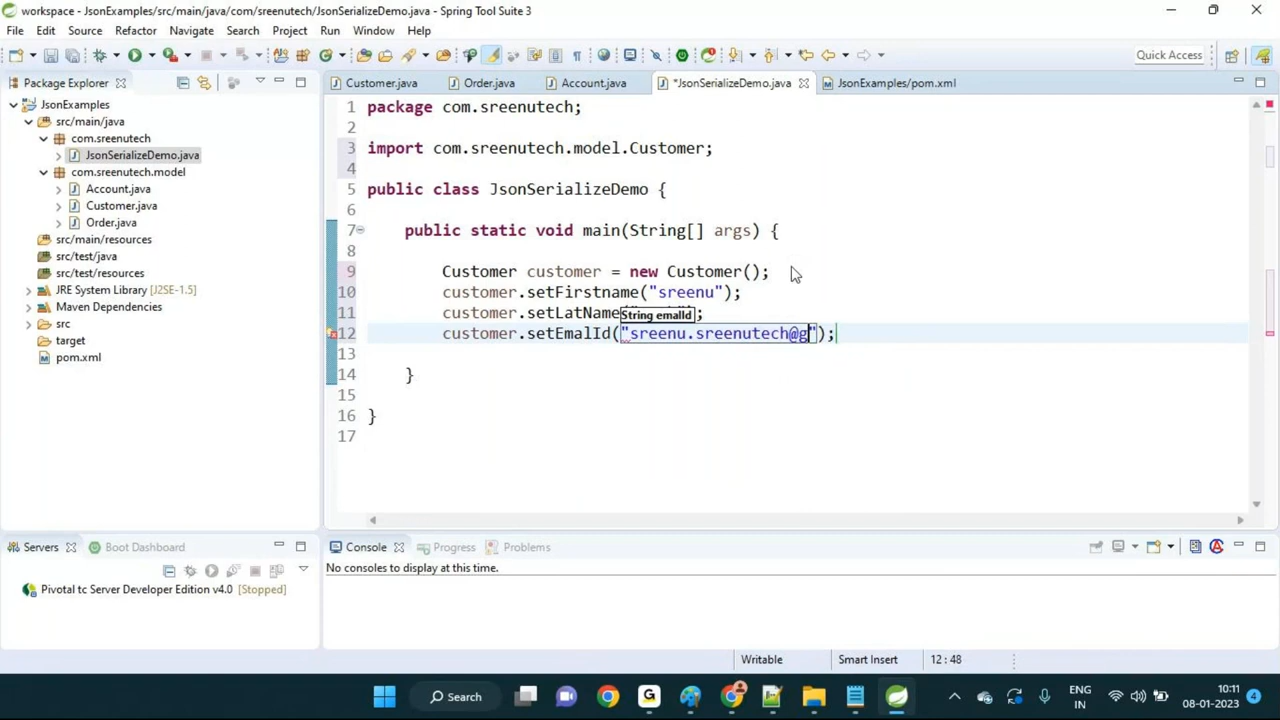 workspace - JsonExamples/src/main/java/com/sreenutech/JsonSerializeDemo.java - Spring Tool Suite 3
File Edit Source Refactor Navigate Search Project Run Window Help
Quick Access
Package Explorer
Customer.java Order.java Account.java *JsonSerializeDemo.java JsonExamples/pom.xml
JsonExamples
src/main/java
com.sreenutech
JsonSerializeDemo.java
com.sreenutech.model
Account.java
Customer.java
Order.java
src/main/resources
src/test/java
src/test/resources
JRE System Library [J2SE-1.5]
Maven Dependencies
src
target
pom.xml
1 package com.sreenutech;
2
3 import com.sreenutech.model.Customer;
4
5 public class JsonSerializeDemo {
6
7 public static void main(String[] args) {
8
9 Customer customer = new Customer();
10 customer.setFirstname("sreenu");
11 customer.setLatName( );
String emalId
12 customer.setEmalId("sreenu.sreenutech@g");
13
14 }
15
16 }
17
Servers Boot Dashboard
Pivotal tc Server Developer Edition v4.0 [Stopped]
Console Progress Problems
No consoles to display at this time.
Writable Smart Insert 12 : 48
Search
ENG
IN
10:11
08-01-2023
4